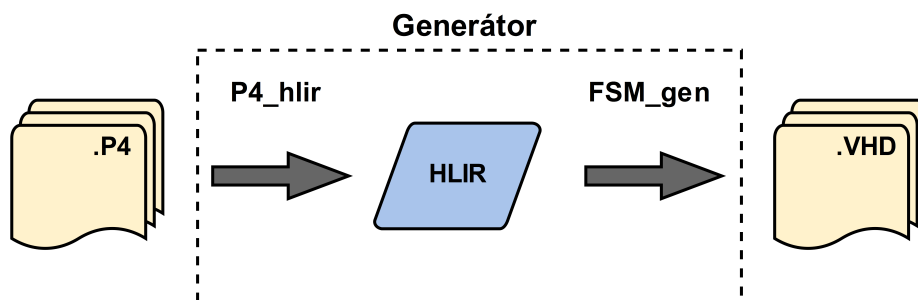 Generátor
P4_hlir
FSM_gen
.P4
HLIR
.VHD